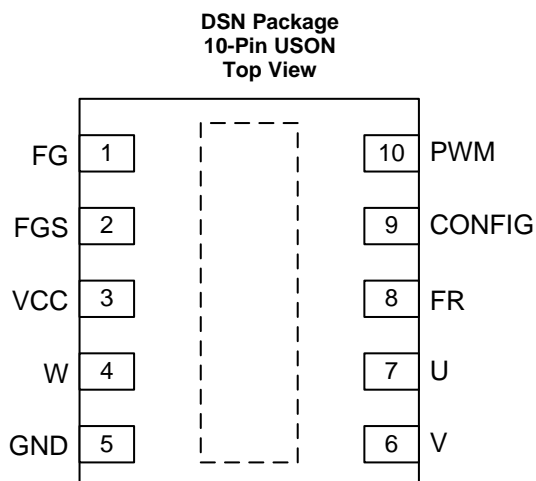 DSN Package
10-Pin USON
Top View
FG 1 10 PWM
FGS 2 9 CONFIG
VCC 3 8 FR
W 4 7 U
GND 5 6 V